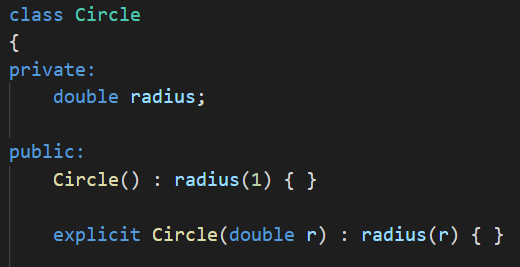 class Circle
{
private:
    double radius;
public:
    Circle() : radius(1) { }
    explicit Circle(double r) : radius(r) { }